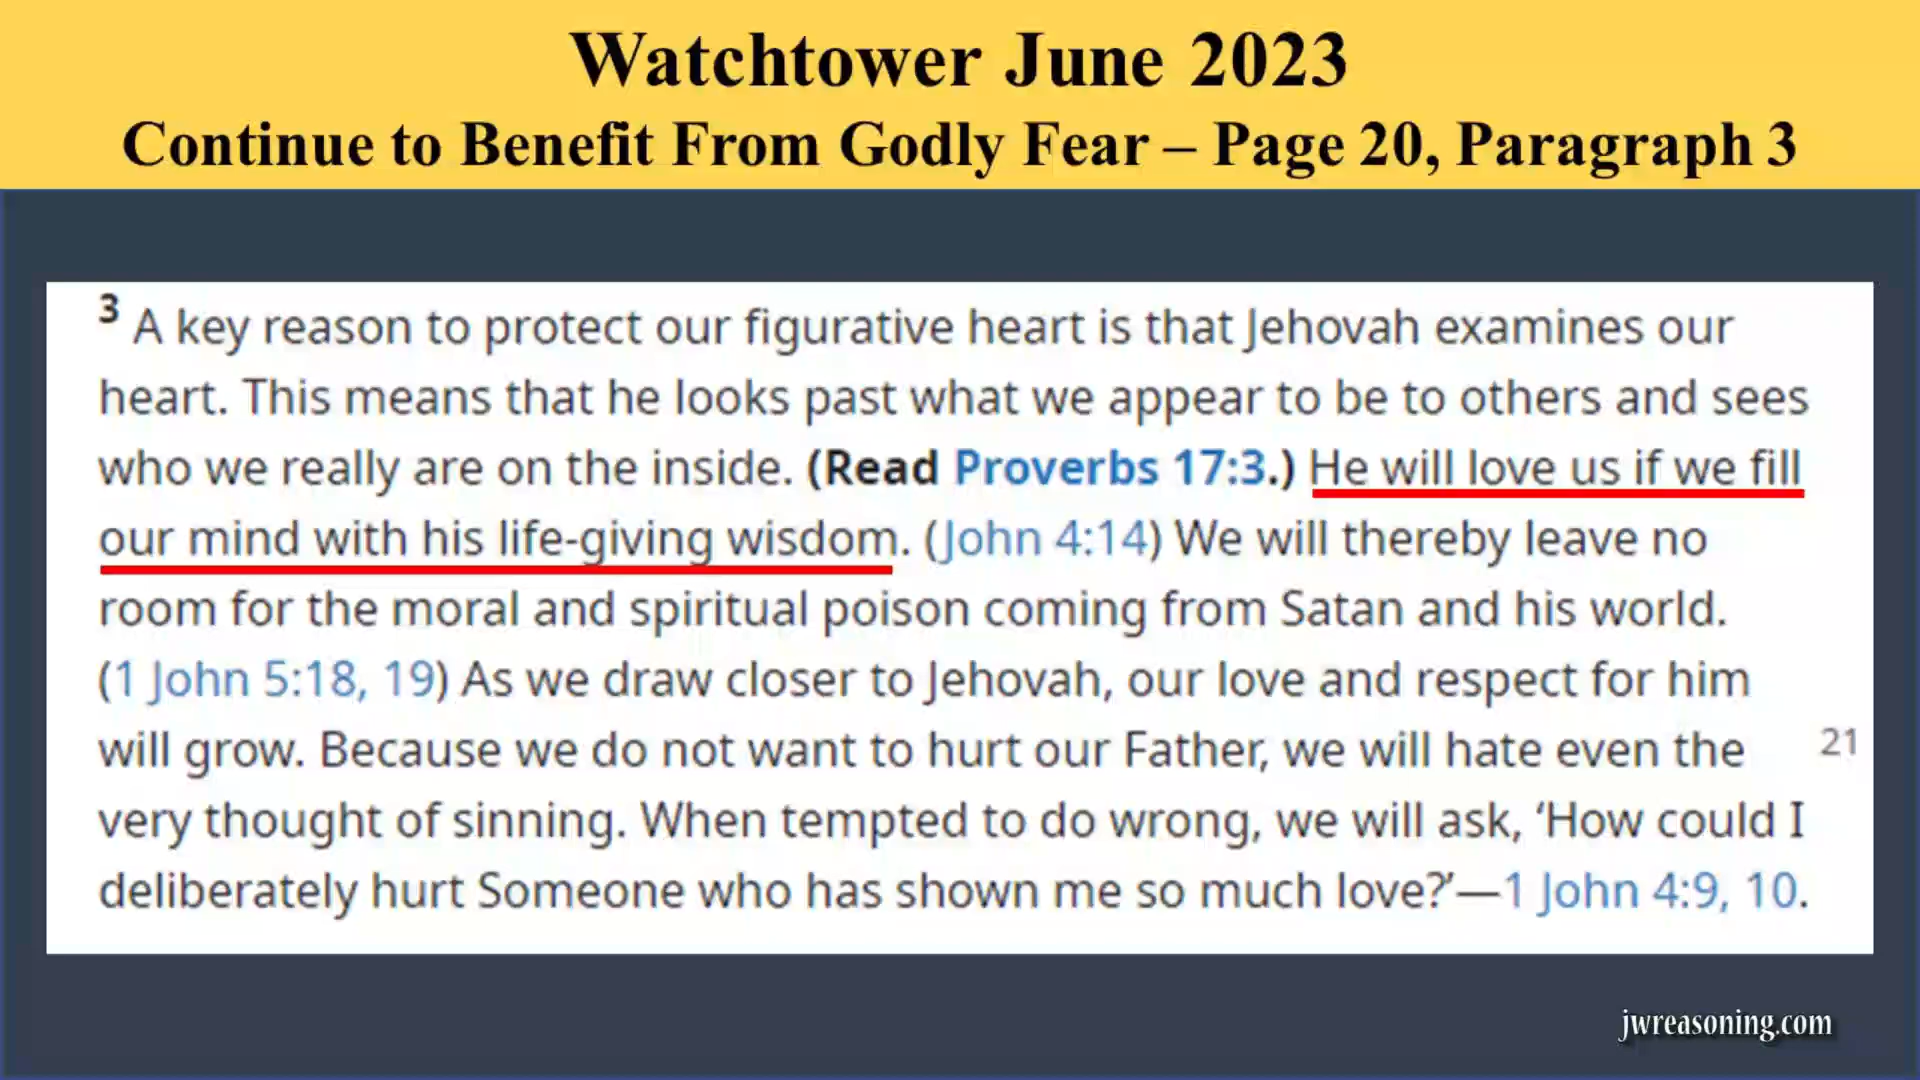 Watchtower June 2023
Continue to Benefit From Godly Fear – Page 20, Paragraph 3
3 A key reason to protect our figurative heart is that Jehovah examines our
heart. This means that he looks past what we appear to be to others and sees
who we really are on the inside. (Read Proverbs 17:3.) He will love us if we fill
our mind with his life-giving wisdom. (John 4:14) We will thereby leave no
room for the moral and spiritual poison coming from Satan and his world.
(1 John 5:18, 19) As we draw closer to Jehovah, our love and respect for him
will grow. Because we do not want to hurt our Father, we will hate even the
21
very thought of sinning. When tempted to do wrong, we will ask, ‘How could I
deliberately hurt Someone who has shown me so much love?’—1 John 4:9, 10.
jwreasoning.com